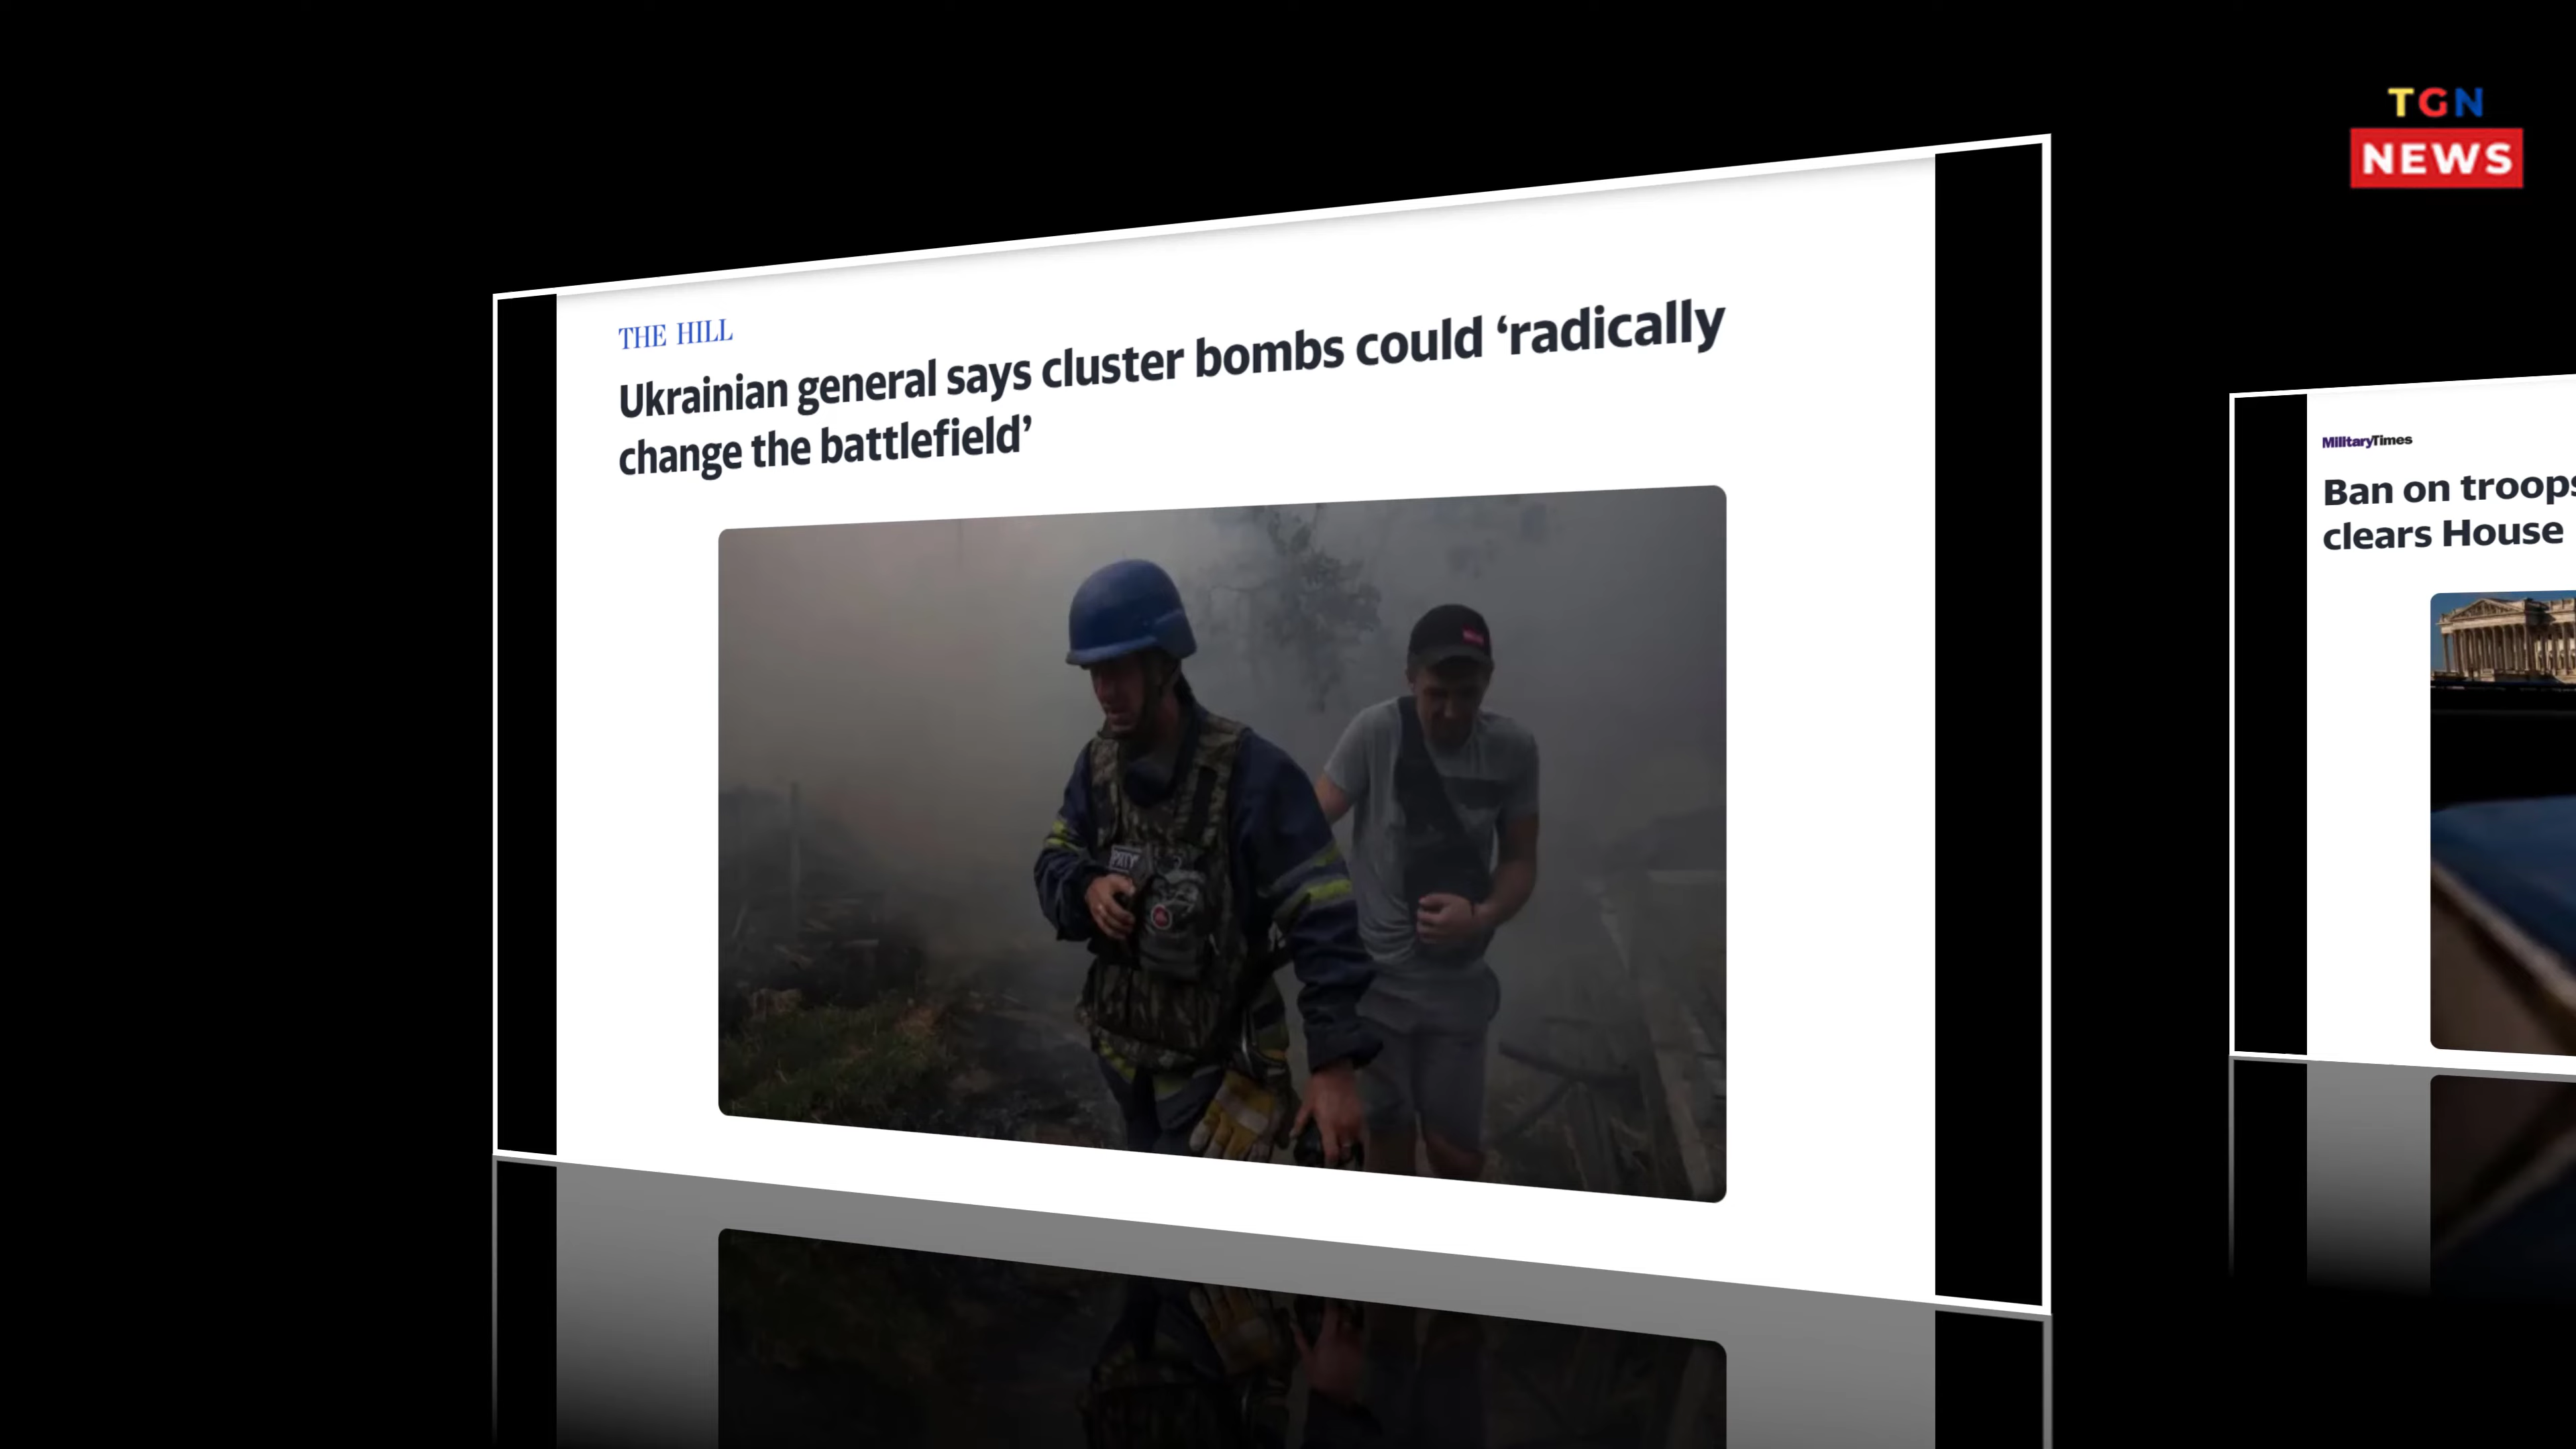 TGN
NEWS
THE HILL
Ukrainian general says cluster bombs could ‘radically
change the battlefield’
MilitaryTimes
Ban on troops
clears House